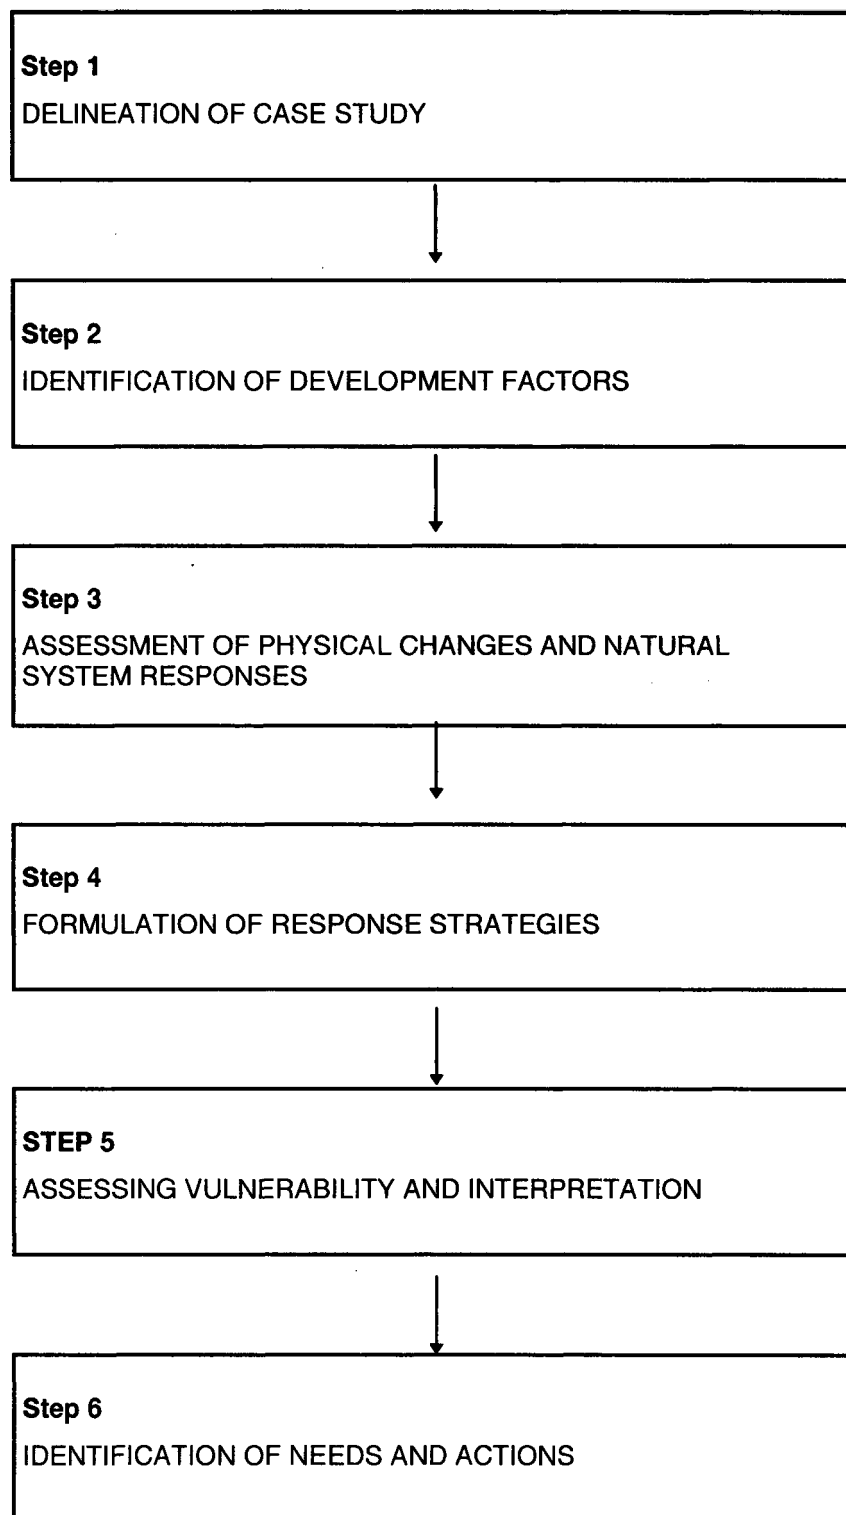 Step 1
DELINEATION OF CASE STUDY
Step 2
IDENTIFICATION OF DEVELOPMENT FACTORS
Step 3
ASSESSMENT OF PHYSICAL CHANGES AND NATURAL
SYSTEM RESPONSES
Step 4
FORMULATION OF RESPONSE STRATEGIES
STEP 5
ASSESSING VULNERABILITY AND INTERPRETATION
Step 6
IDENTIFICATION OF NEEDS AND ACTIONS